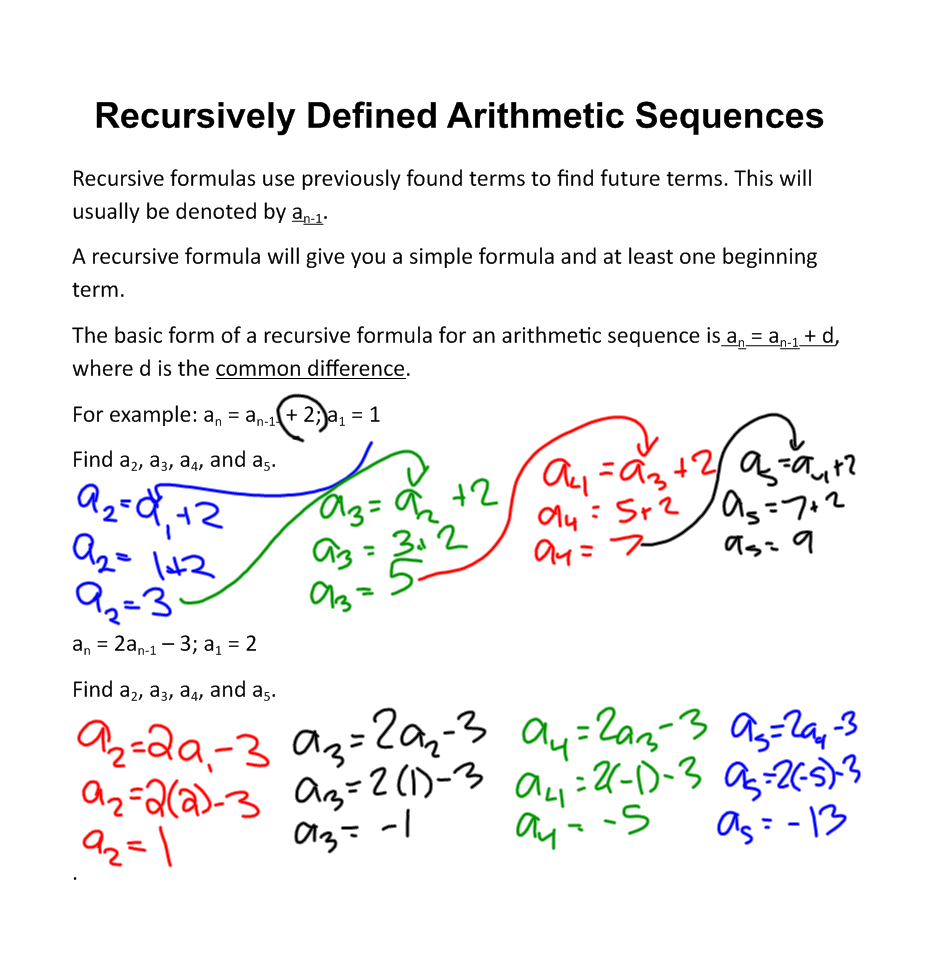 Recursively Defined Arithmetic Sequences
Recursive formulas use previously found terms to find future terms. This will
usually be denoted by aₙ₋₁.
A recursive formula will give you a simple formula and at least one beginning
term.
The basic form of a recursive formula for an arithmetic sequence is aₙ = aₙ₋₁ + d,
where d is the common difference.
For example: aₙ = aₙ₋₁ + 2; a₁ = 1
Find a₂, a₃, a₄, and a₅.
a₂ = a₁ + 2
a₂ = 1 + 2
a₂ = 3
a₃ = a₂ + 2
a₃ = 3 + 2
a₃ = 5
a₄ = a₃ + 2
a₄ = 5 + 2
a₄ = 7
a₅ = a₄ + 2
a₅ = 7 + 2
a₅ = 9
aₙ = 2aₙ₋₁ – 3; a₁ = 2
Find a₂, a₃, a₄, and a₅.
a₂ = 2a₁ - 3
a₂ = 2(2) - 3
a₂ = 1
a₃ = 2a₂ - 3
a₃ = 2(1) - 3
a₃ = -1
a₄ = 2a₃ - 3
a₄ = 2(-1) - 3
a₄ = -5
a₅ = 2a₄ - 3
a₅ = 2(-5) - 3
a₅ = -13
.